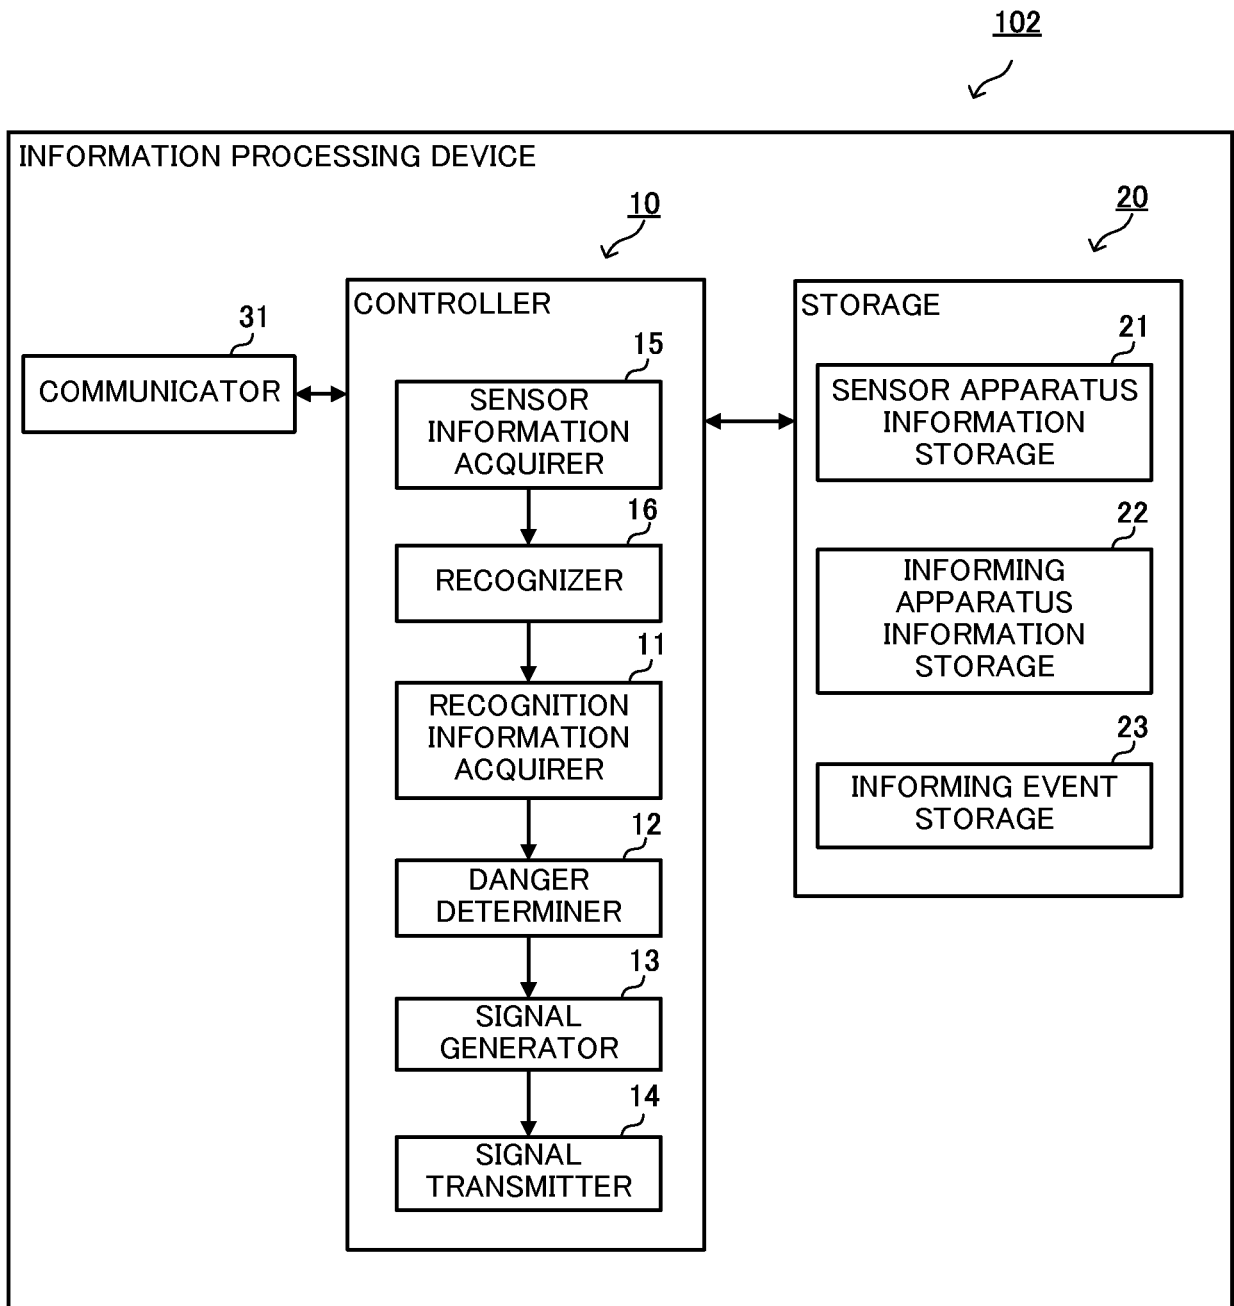 102
INFORMATION PROCESSING DEVICE
10
20
CONTROLLER
STORAGE
31
COMMUNICATOR
15
SENSOR
INFORMATION
ACQUIRER
16
RECOGNIZER
11
RECOGNITION
INFORMATION
ACQUIRER
12
DANGER
DETERMINER
13
SIGNAL
GENERATOR
14
SIGNAL
TRANSMITTER
21
SENSOR APPARATUS
INFORMATION
STORAGE
22
INFORMING
APPARATUS
INFORMATION
STORAGE
23
INFORMING EVENT
STORAGE